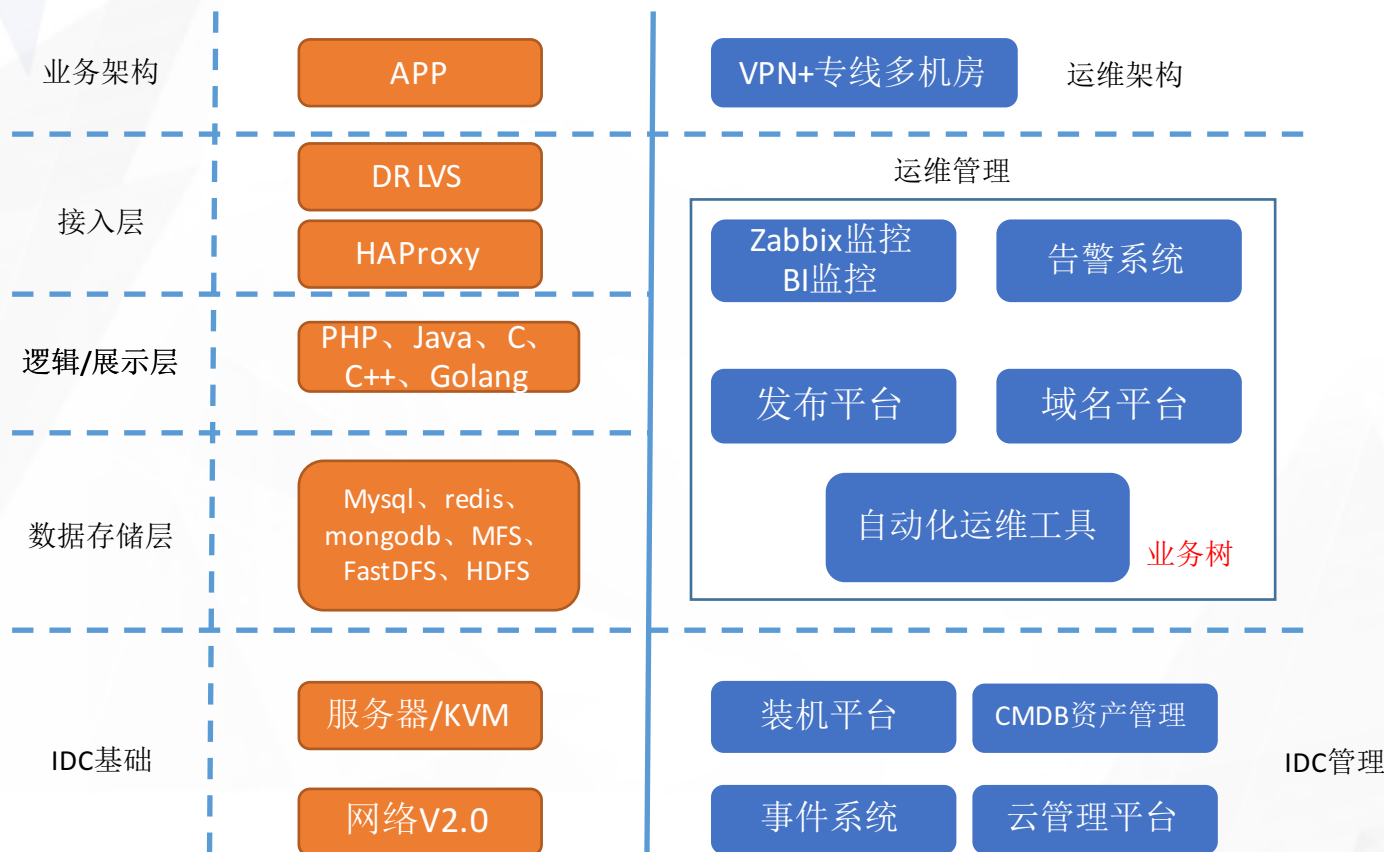 业务架构
APP
VPN+专线多机房
运维架构
接入层
DR LVS
HAProxy
运维管理
Zabbix监控
BI监控
告警系统
逻辑/展示层
PHP、Java、C、
C++、Golang
发布平台
域名平台
数据存储层
Mysql、redis、
mongodb、MFS、
FastDFS、HDFS
自动化运维工具
业务树
IDC基础
服务器/KVM
网络V2.0
装机平台
CMDB资产管理
事件系统
云管理平台
IDC管理